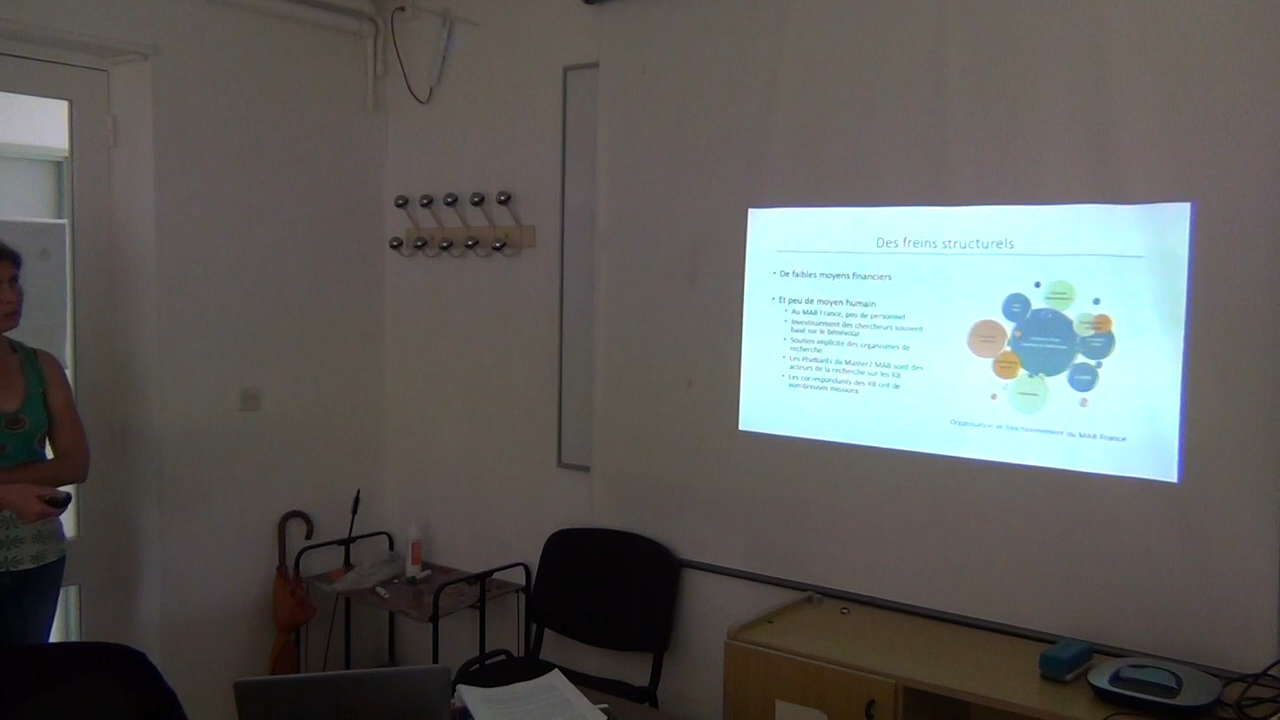 Des freins structurels
• De faibles moyens financiers
• Et peu de moyen humain
• Au MAB France, peu de personnel
• Investissement des chercheurs souvent
basé sur le bénévolat
• Soutien implicite des organismes de
recherche
• Les étudiants du Master2 MAB sont des
acteurs de la recherche sur les RB
• Les correspondants des RB ont de
nombreuses missions
Organisation et fonctionnement du MAB France